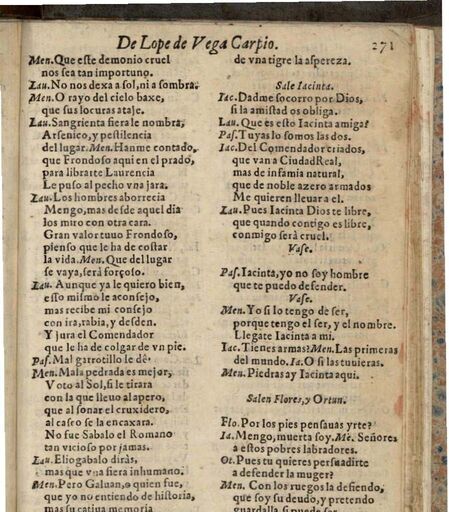 De Lope de Vega Carpio. 271
Men. Que este demonio cruel
nos sea tan importuno.
Lau. No nos dexa a sol, ni a sombra.
Men. O rayo del cielo baxe,
que sus locuras ataje.
Lau. Sangrienta fiera le nombra,
Arsenico, y pestilencia
del lugar. Men. Hanme contado,
que Frondoso aqui en el prado,
para librarte Laurencia
Le puso al pecho vna jara.
Lau. Los hombres aborrecia
Mengo, mas desde aquel dia
los miro con otra cara.
Gran valor tuuo Frondoso,
pienso que le ha de costar
la vida. Men. Que del lugar
se vaya, serà forçoso.
Lau. Aunque ya le quiero bien,
esso mismo le aconsejo,
mas recibe mi consejo
con ira, rabia, y desden.
Y jura el Comendador
que le ha de colgar de vn pie.
Pas. Mal garrotillo le dè.
Men. Mala pedrada es mejor,
Voto al Sol, si le tirara
con la que lleuo al apero,
que al sonar el cruxidero,
al casco se la encaxara.
No fue Sabalo el Romano
tan vicioso por jamas.
Lau. Eliogabalo diràs,
mas que vna fiera inhumano.
Men. Pero Galuan, o quien fue,
que yo no entiendo de historia,
mas su catiua memoria
de vna tigre la aspereza.
Sale Iacinta.
Iac. Dadme socorro por Dios,
si la amistad os obliga.
Lau. Que es esto Iacinta amiga?
Pas. Tuyas lo somos las dos.
Iac. Del Comendador criados,
que van a Ciudad Real,
mas de infamia natural,
que de noble azero armados
Me quieren lleuara el.
Lau. Pues Iacinta Dios te libre,
que quando contigo es libre,
conmigo serà cruel.
Vase.
Pas. Iacinta, yo no soy hombre
que te puedo defender.
Vase.
Men. Yo si lo tengo de ser,
porque tengo el ser, y el nombre.
Llegate Iacinta a mi.
Iac. Tienes armas? Men. Las primeras
del mundo. Ia. O si las tuuieras.
Men. Piedras ay Iacinta aqui.
Salen Flores, y Ortun.
Flo. Por los pies pensauas yrte?
Ia. Mengo, muerta soy. Mē. Señores
a estos pobres labradores.
Or. Pues tu quieres persuadirte
a defender la muger?
Men. Con los ruegos la defiendo,
que soy su deudo, y pretendo
guardalla, si puede ser.